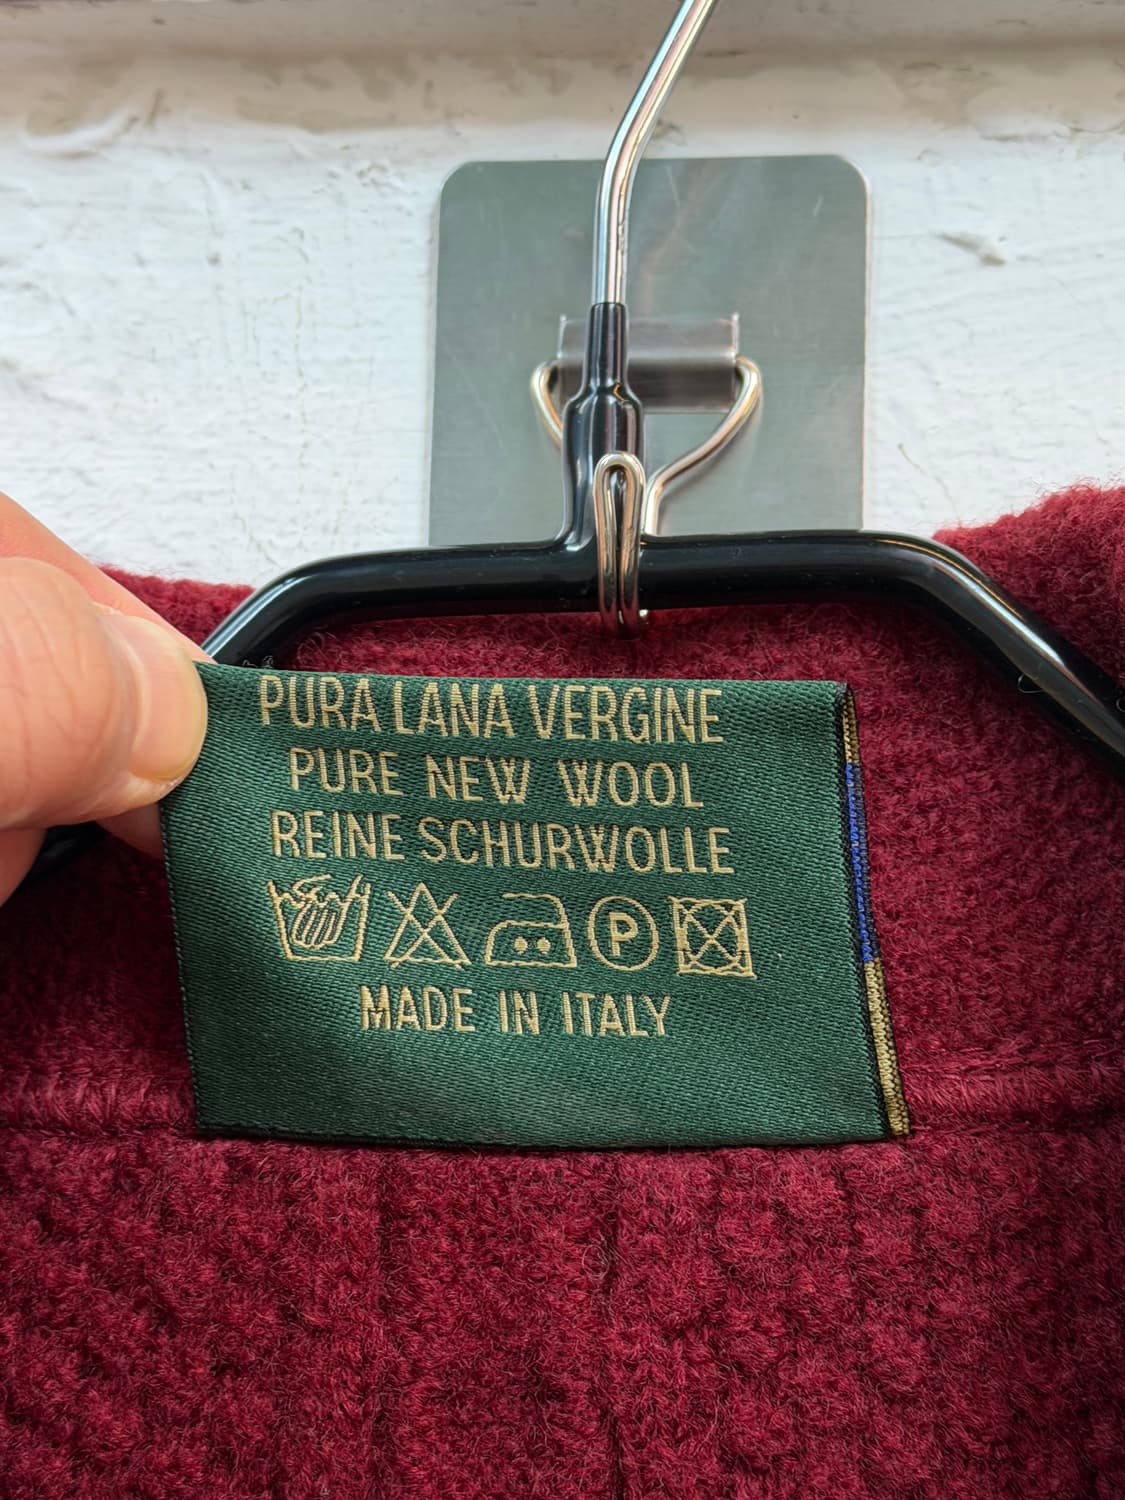 PURA LANA VERGINE
PURE NEW WOOL
REINE SCHURWOLLE
P
MADE IN ITALY